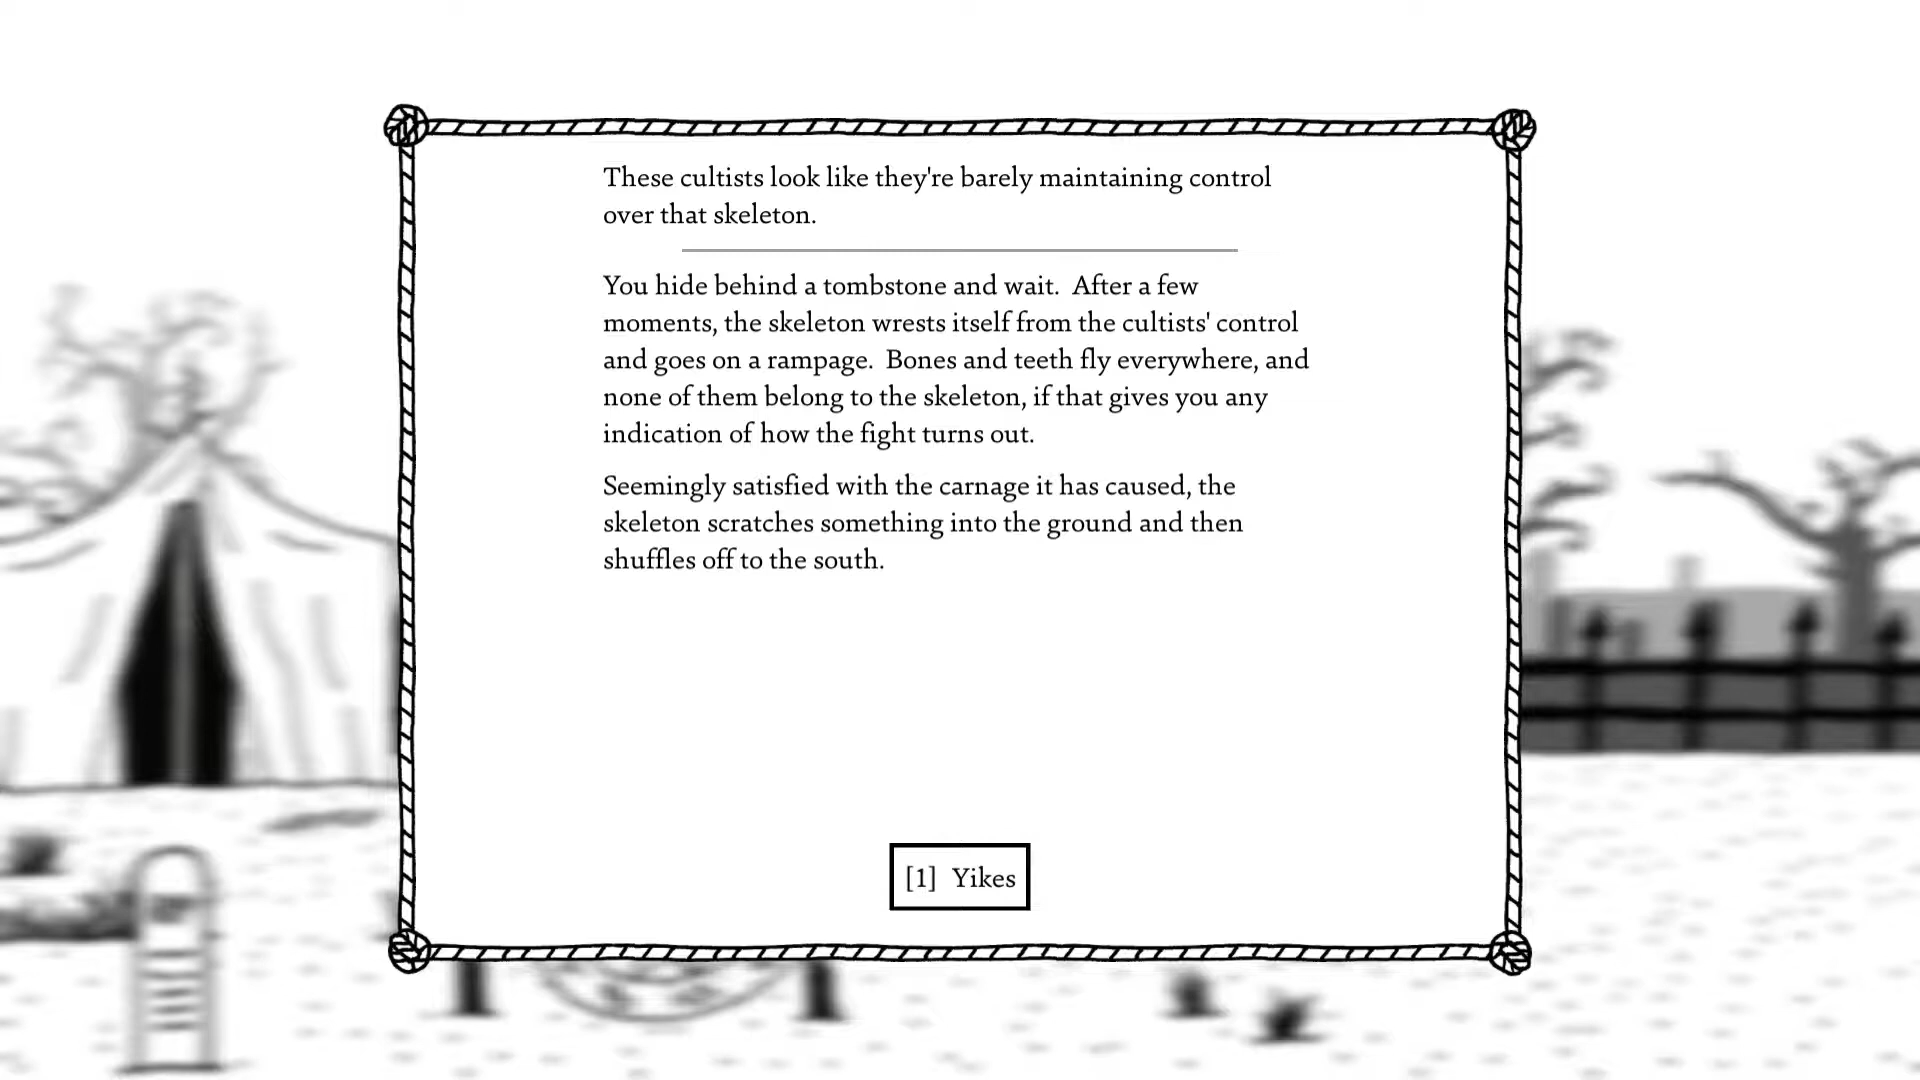 These cultists look like they're barely maintaining control
over that skeleton.
You hide behind a tombstone and wait.  After a few
moments, the skeleton wrests itself from the cultists' control
and goes on a rampage.  Bones and teeth fly everywhere, and
none of them belong to the skeleton, if that gives you any
indication of how the fight turns out.
Seemingly satisfied with the carnage it has caused, the
skeleton scratches something into the ground and then
shuffles off to the south.
[1]  Yikes